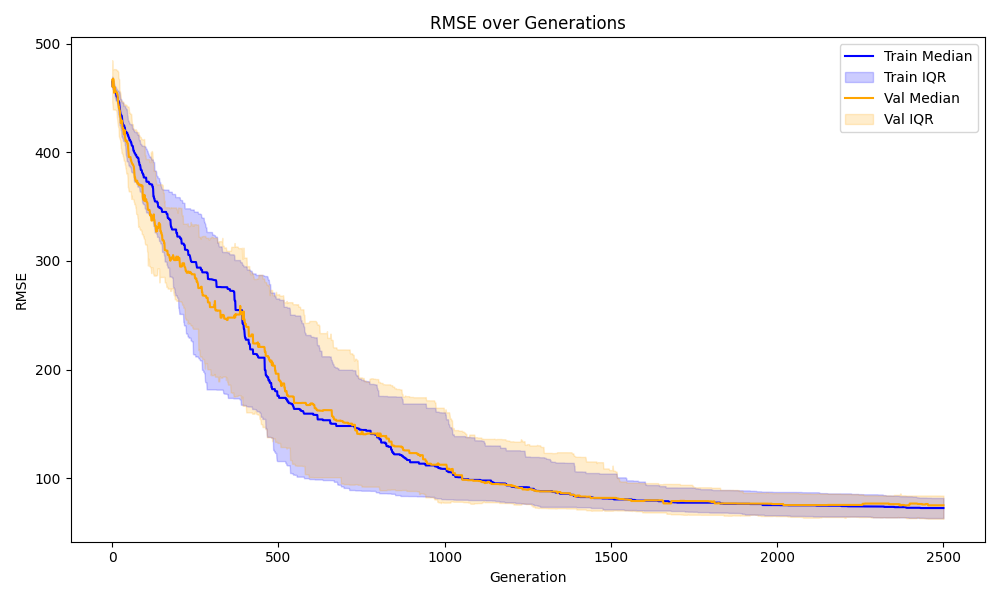 RMSE over Generations
500
400
300
200
100
RMSE
0
500
1000
1500
2000
2500
Generation
Train Median
Train IQR
Val Median
Val IQR